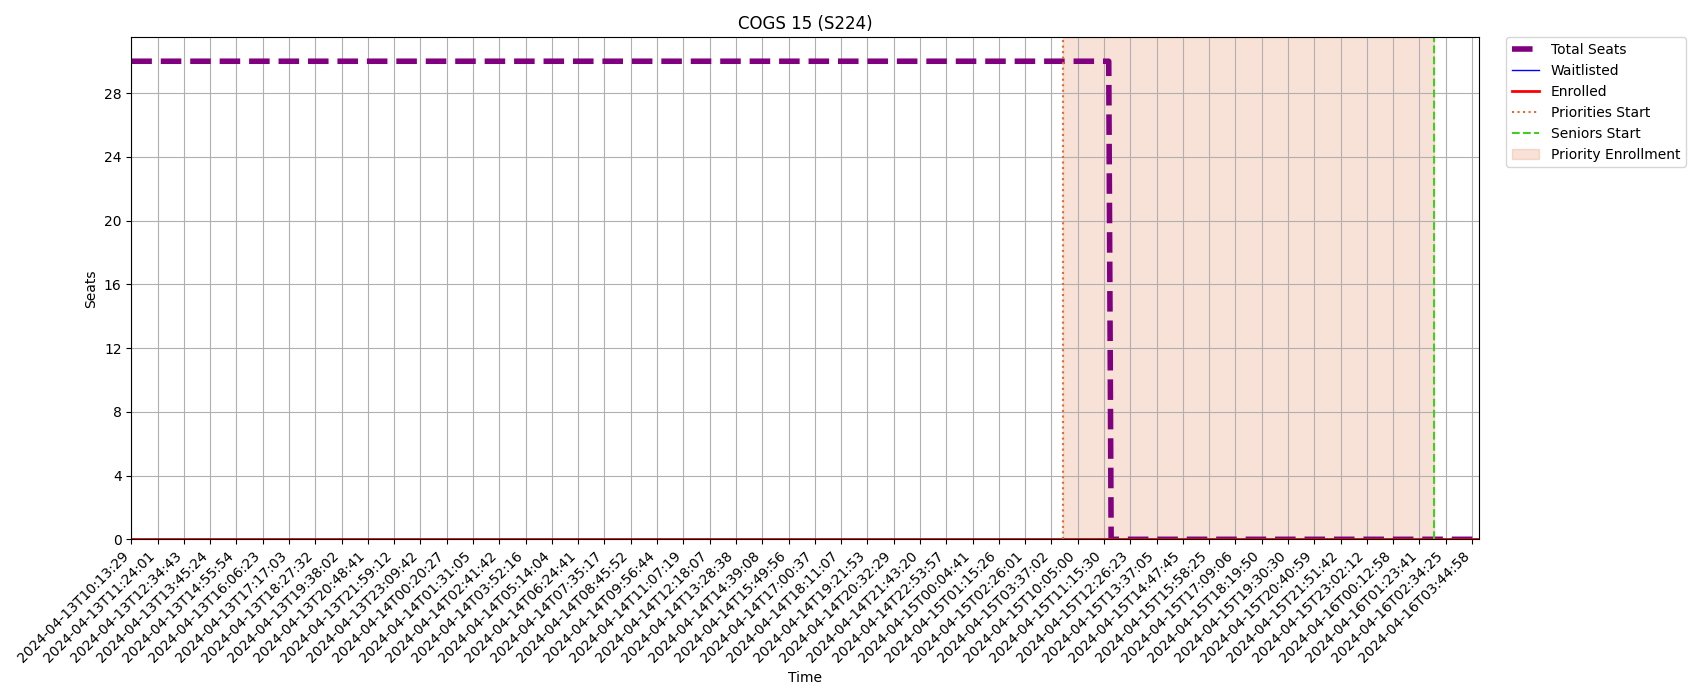 COGS 15 (S224)
Total Seats
Waitlisted
Enrolled
Priorities Start
Seniors Start
Priority Enrollment
Seats
28
24
20
16
12
8
4
0
2024-04-13T10:13:29
2024-04-13T11:24:01
2024-04-13T12:34:43
2024-04-13T13:45:24
2024-04-13T14:55:54
2024-04-13T16:06:23
2024-04-13T17:17:03
2024-04-13T18:27:32
2024-04-13T19:38:02
2024-04-13T20:48:41
2024-04-13T21:59:12
2024-04-13T23:09:42
2024-04-14T00:20:27
2024-04-14T01:31:05
2024-04-14T02:41:42
2024-04-14T03:52:16
2024-04-14T05:14:04
2024-04-14T06:24:41
2024-04-14T07:35:17
2024-04-14T08:45:52
2024-04-14T09:56:44
2024-04-14T11:07:19
2024-04-14T12:18:07
2024-04-14T13:28:38
2024-04-14T14:39:08
2024-04-14T15:49:56
2024-04-14T17:00:37
2024-04-14T18:11:07
2024-04-14T19:21:53
2024-04-14T20:32:29
2024-04-14T21:43:20
2024-04-14T22:53:57
2024-04-15T00:04:41
2024-04-15T01:15:26
2024-04-15T02:26:01
2024-04-15T03:37:02
2024-04-15T10:05:00
2024-04-15T11:15:30
2024-04-15T12:26:23
2024-04-15T13:37:05
2024-04-15T14:47:45
2024-04-15T15:58:25
2024-04-15T17:09:06
2024-04-15T18:19:50
2024-04-15T19:30:30
2024-04-15T20:40:59
2024-04-15T21:51:42
2024-04-15T23:02:12
2024-04-16T00:12:58
2024-04-16T01:23:41
2024-04-16T02:34:25
2024-04-16T03:44:58
Time